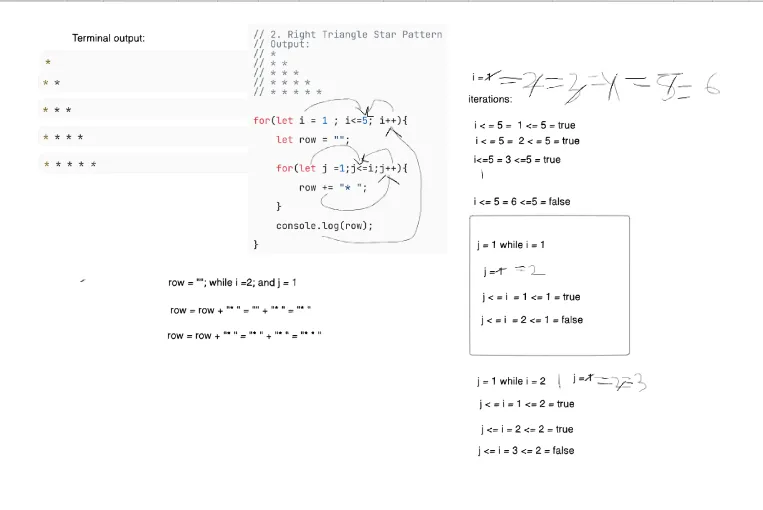 Terminal output:
*
* *
* * *
* * * *
* * * * *
// 2. Right Triangle Star Pattern
// Output:
// *
// * *
// * * *
// * * * *
// * * * * *
for(let i = 1 ; i<=5; i++){
let row = "";
for(let j =1;j<=i;j++){
row += "* ";
}
console.log(row);
}
row = ""; while i =2; and j = 1
row = row + "* " = "" + "* " = "* "
row = row + "* " = "* " + "* " = "* * "
i = 1 = 2 = 3 = 4 = 5 = 6
iterations:
i < = 5 = 1 <= 5 = true
i < = 5 = 2 < = 5 = true
i<=5 = 3 <=5 = true
i <= 5 = 6 <=5 = false
j = 1 while i = 1
j = 1 = 2
j < = i = 1 <= 1 = true
j < = i = 2 <= 1 = false
j = 1 while i = 2 | j = 1 = 2 = 3
j < = i = 1 <= 2 = true
j <= i = 2 <= 2 = true
j <= i = 3 <= 2 = false